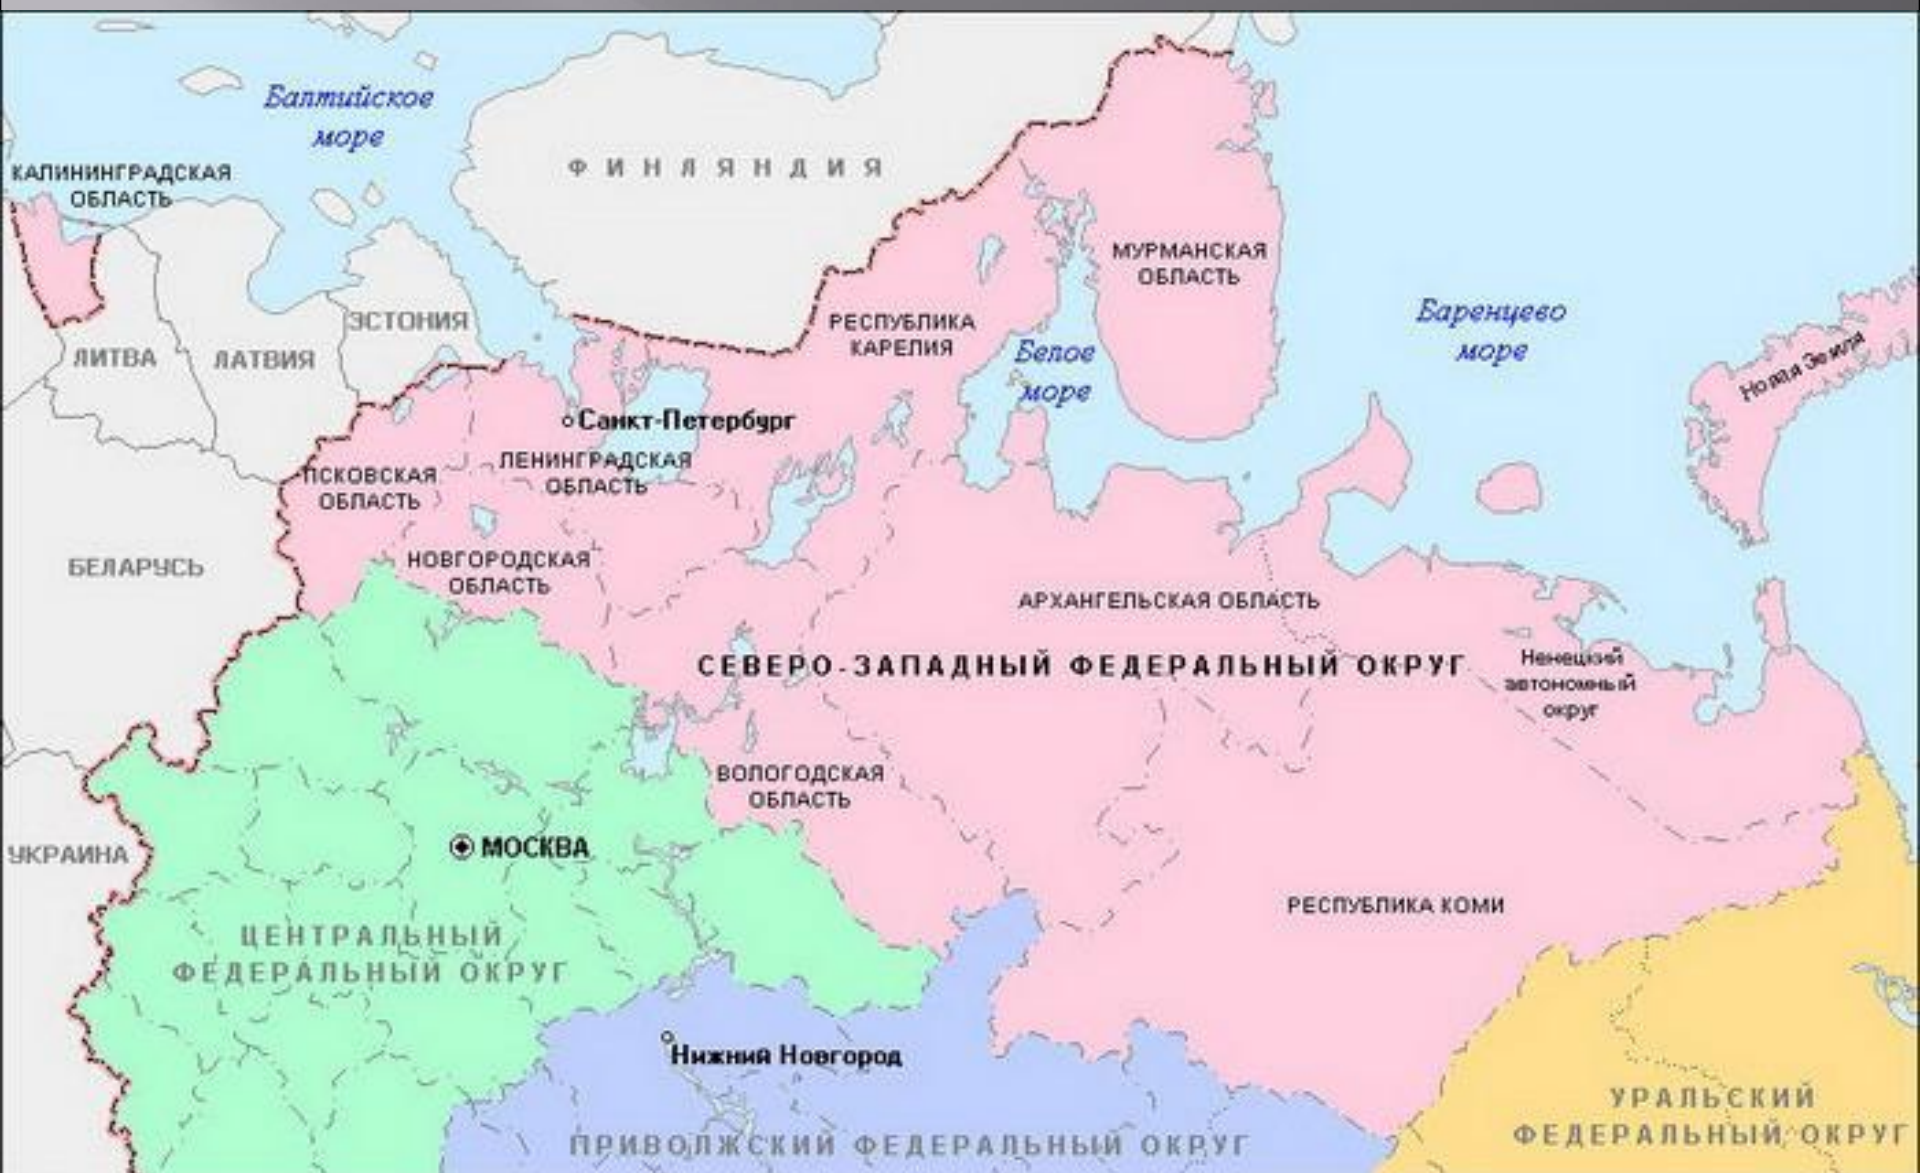 Балтийское
море
КАЛИНИНГРАДСКАЯ
ОБЛАСТЬ
ФИНЛЯНДИЯ
МУРМАНСКАЯ
ОБЛАСТЬ
Баренцево
море
Новая Земля
РЕСПУБЛИКА
КАРЕЛИЯ
Белое
море
ЭСТОНИЯ
ЛИТВА
ЛАТВИЯ
Санкт-Петербург
ПСКОВСКАЯ
ОБЛАСТЬ
ЛЕНИНГРАДСКАЯ
ОБЛАСТЬ
БЕЛАРУСЬ
НОВГОРОДСКАЯ
ОБЛАСТЬ
АРХАНГЕЛЬСКАЯ ОБЛАСТЬ
СЕВЕРО-ЗАПАДНЫЙ ФЕДЕРАЛЬНЫЙ ОКРУГ
Ненецкий
автономный
округ
ВОЛОГОДСКАЯ
ОБЛАСТЬ
УКРАИНА
МОСКВА
РЕСПУБЛИКА КОМИ
ЦЕНТРАЛЬНЫЙ
ФЕДЕРАЛЬНЫЙ ОКРУГ
Нижний Новгород
ПРИВОЛЖСКИЙ ФЕДЕРАЛЬНЫЙ ОКРУГ
УРАЛЬСКИЙ
ФЕДЕРАЛЬНЫЙ ОКРУГ